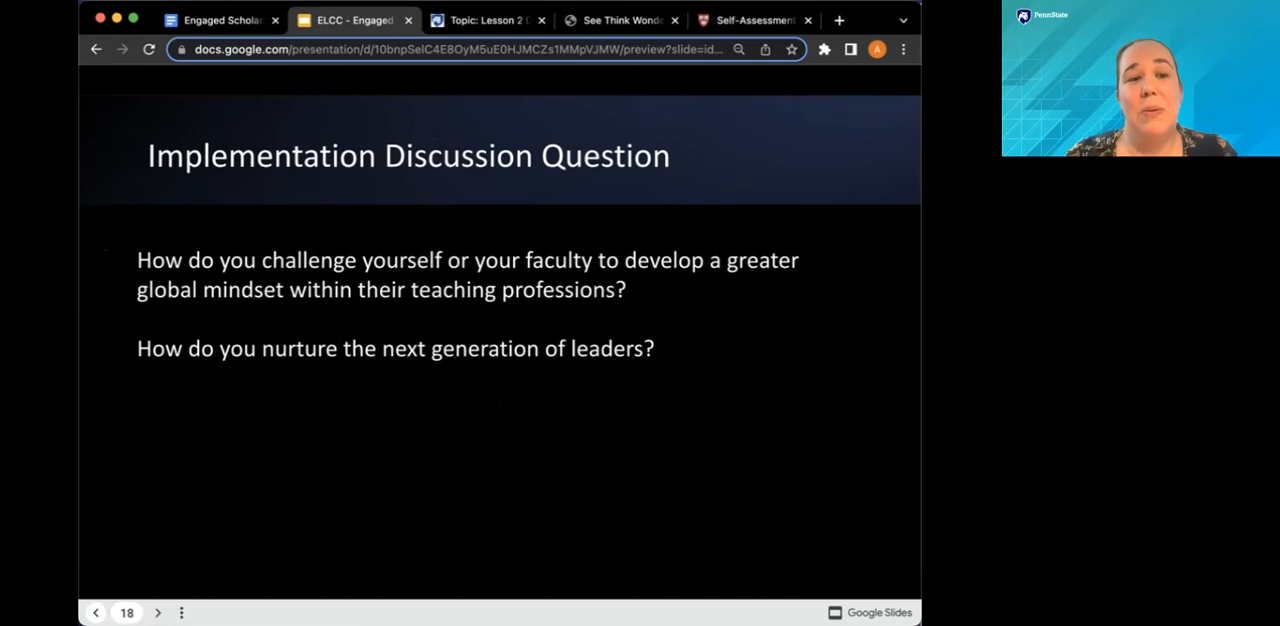 Engaged Schola
ELCC - Engaged
Topic: Lesson 2
See Think Wond
Self-Assessment
docs.google.com/presentation/d/10bnpSelC4E8OyM5uE0HJMCZs1MMpVJMW/preview?slide=id...
A
PennState
Implementation Discussion Question
How do you challenge yourself or your faculty to develop a greater
global mindset within their teaching professions?
How do you nurture the next generation of leaders?
18
Google Slides